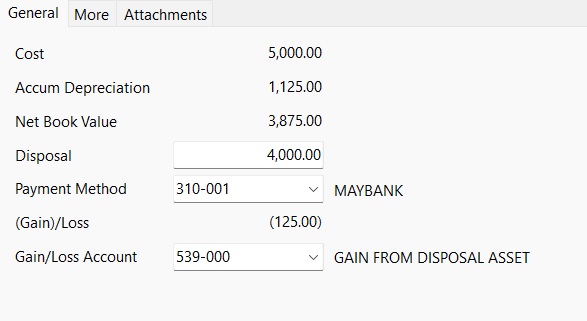 General More Attachments
Cost 5,000.00
Accum Depreciation 1,125.00
Net Book Value 3,875.00
Disposal 4,000.00
Payment Method 310-001 MAYBANK
(Gain)/Loss (125.00)
Gain/Loss Account 539-000 GAIN FROM DISPOSAL ASSET